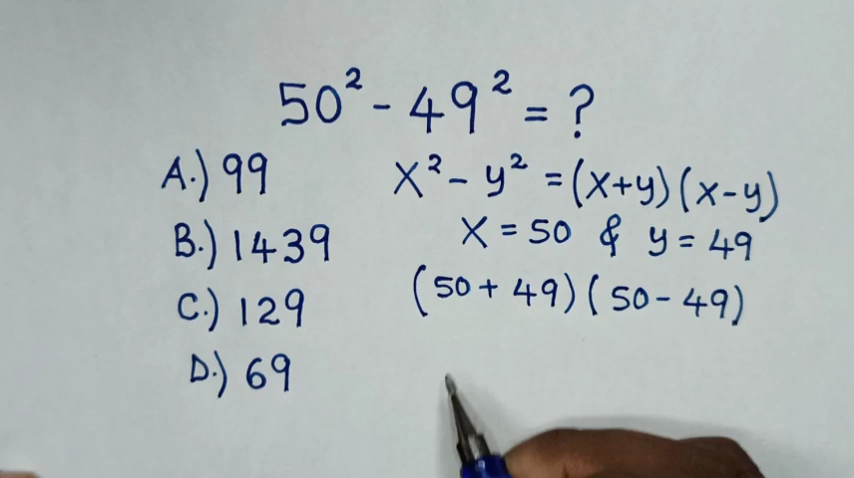 50² - 49² = ?
A.) 99
B.) 1439
C.) 129
D.) 69
x² - y² = (x+y)(x-y)
x = 50 & y = 49
(50 + 49)(50 - 49)